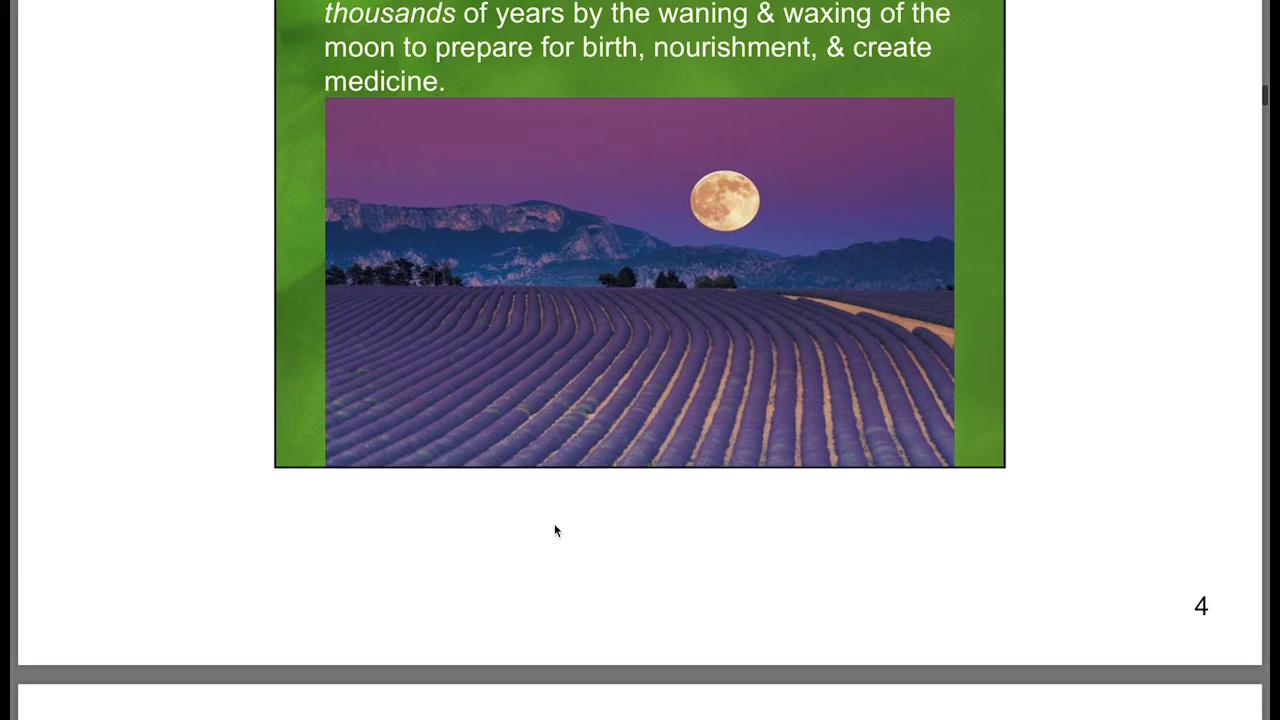 thousands of years by the waning & waxing of the
moon to prepare for birth, nourishment, & create
medicine.
4